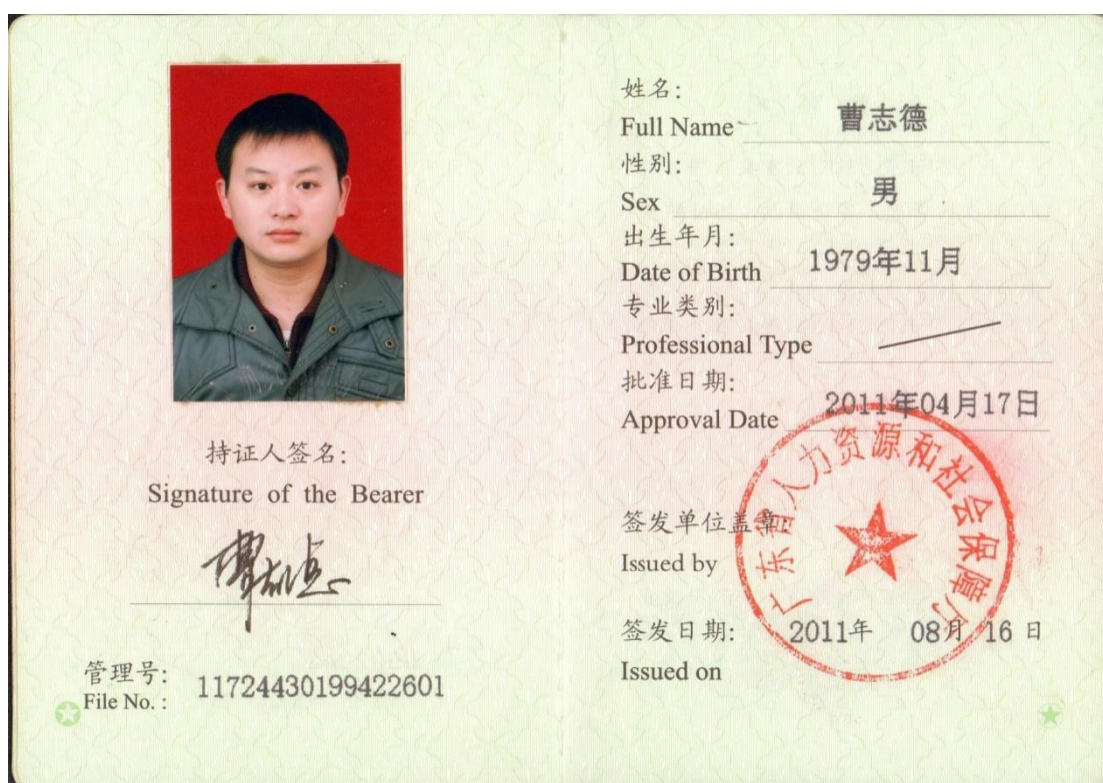 持证人签名:
Signature of the Bearer
曹志德
管理号:
File No. :
11724430199422601
姓名:
Full Name
曹志德
性别:
Sex
男
出生年月:
Date of Birth
1979年11月
专业类别:
Professional Type
批准日期:
Approval Date
2011年04月17日
签发单位盖章:
Issued by
广东省人力资源和社会保障厅
签发日期:
2011年 08月 16 日
Issued on